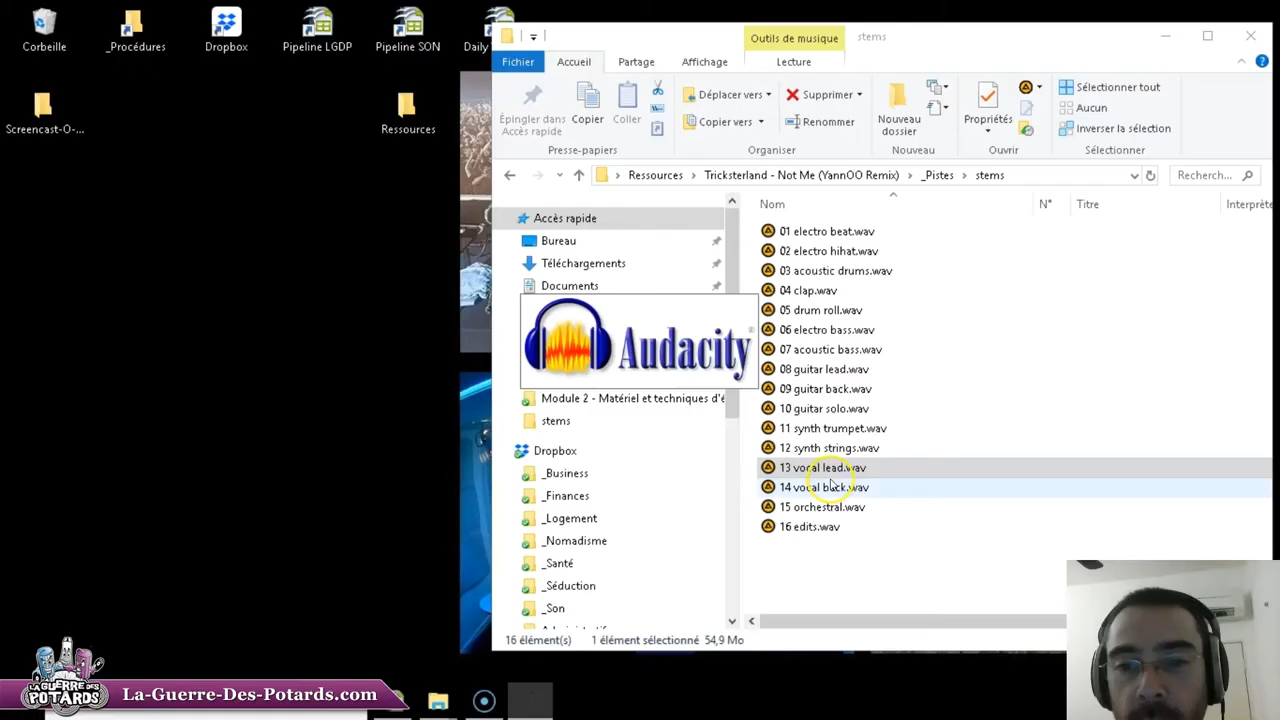 Corbeille
_Procédures
Dropbox
Pipeline LGDP
Pipeline SON
Daily
Screencast-O-...
Ressources
Outils de musique
stems
Fichier
Accueil
Partage
Affichage
Lecture
Épingler dans
Accès rapide
Copier
Coller
Presse-papiers
Déplacer vers
Copier vers
Supprimer
Renommer
Organiser
Nouveau
dossier
Nouveau
Propriétés
Ouvrir
Sélectionner tout
Aucun
Inverser la sélection
Sélectionner
Ressources > Tricksterland - Not Me (YannOO Remix) > _Pistes > stems
Recherch...
Nom
N°
Titre
Interprète
Accès rapide
Bureau
Téléchargements
Documents
Audacity
Module 2 - Matériel et techniques d'é
stems
Dropbox
_Business
_Finances
_Logement
_Nomadisme
_Santé
_Séduction
_Son
01 electro beat.wav
02 electro hihat.wav
03 acoustic drums.wav
04 clap.wav
05 drum roll.wav
06 electro bass.wav
07 acoustic bass.wav
08 guitar lead.wav
09 guitar back.wav
10 guitar solo.wav
11 synth trumpet.wav
12 synth strings.wav
13 vocal lead.wav
14 vocal back.wav
15 orchestral.wav
16 edits.wav
16 élément(s)
1 élément sélectionné 54,9 Mo
LA GUERRE DES
POTARDS
La-Guerre-Des-Potards.com